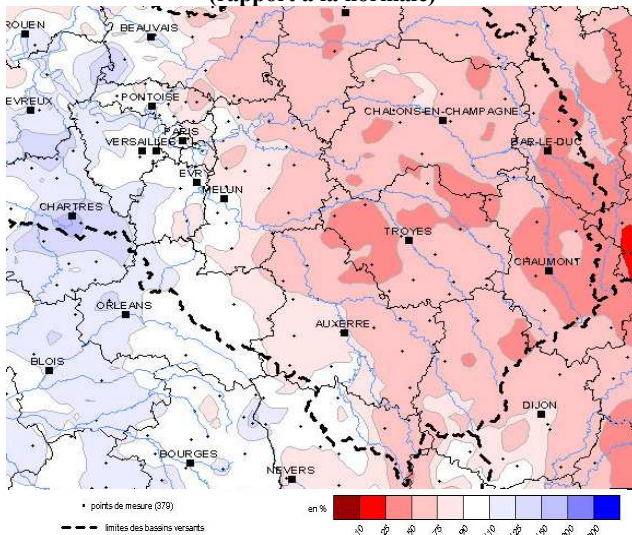 (rapport à la normale)
ROUEN
BEAUVAIS
EVREUX
PONTOISE
CHALONS-EN-CHAMPAGNE
PARIS
VERSAILLES
BAR-LE-DUC
EVRY
MELUN
CHARTRES
TROYES
CHAUMONT
ORLEANS
AUXERRE
BLOIS
DIJON
BOURGES
NEVERS
points de mesure (379)
limites des bassins versants
en %
10 25 50 75 90 110 125 150 200